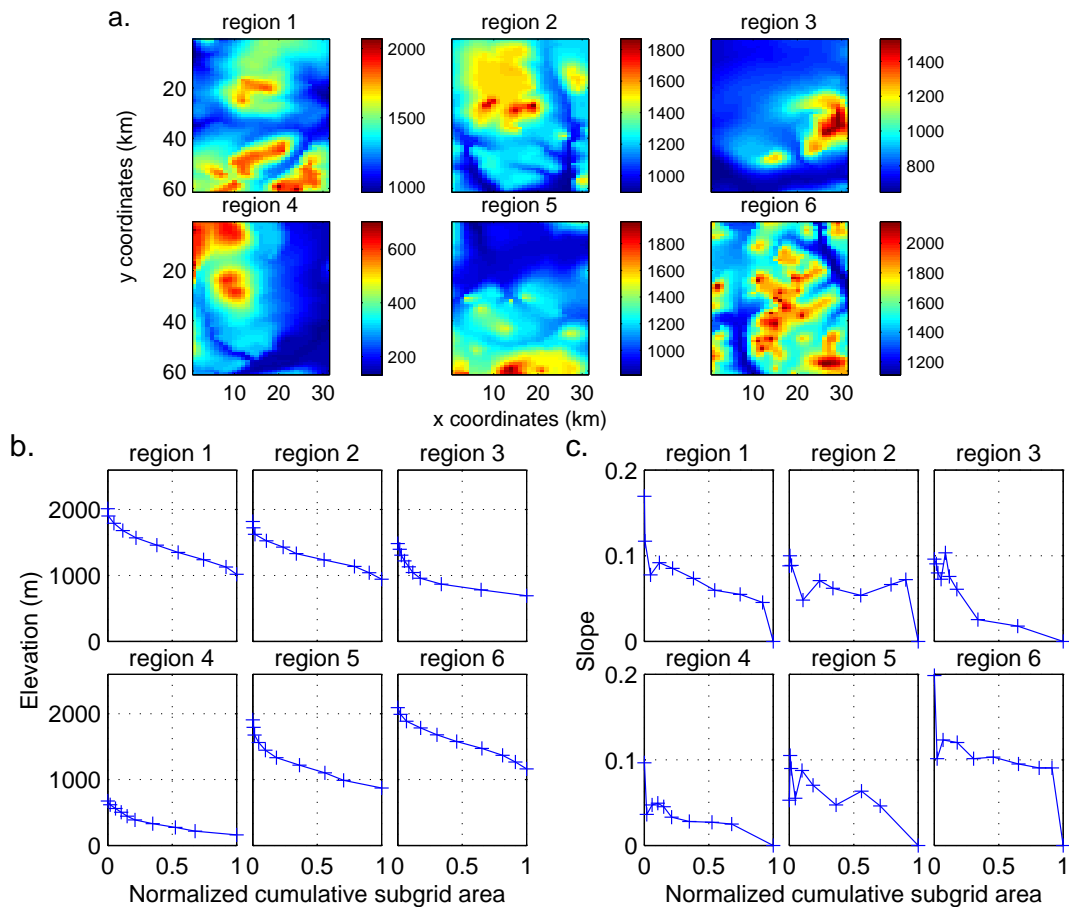 a.
region 1 region 2 region 3
20
40
60
2000
1500
1000
1800
1600
1400
1200
1000
1400
1200
1000
800
region 4 region 5 region 6
20
40
60
600
400
200
1800
1600
1400
1200
1000
2000
1800
1600
1400
1200
10 20 30 10 20 30 10 20 30
y coordinates (km)
x coordinates (km)
b.
region 1 region 2 region 3
2000
1000
0
region 4 region 5 region 6
2000
1000
0
0 0.5 1 0 0.5 1 0 0.5 1
Elevation (m)
Normalized cumulative subgrid area
c.
region 1 region 2 region 3
0.2
0.1
0
region 4 region 5 region 6
0.2
0.1
0
0 0.5 1 0 0.5 1 0 0.5 1
Slope
Normalized cumulative subgrid area